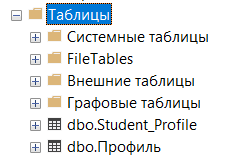 Таблицы
Системные таблицы
FileTables
Внешние таблицы
Графовые таблицы
dbo.Student_Profile
dbo.Профиль